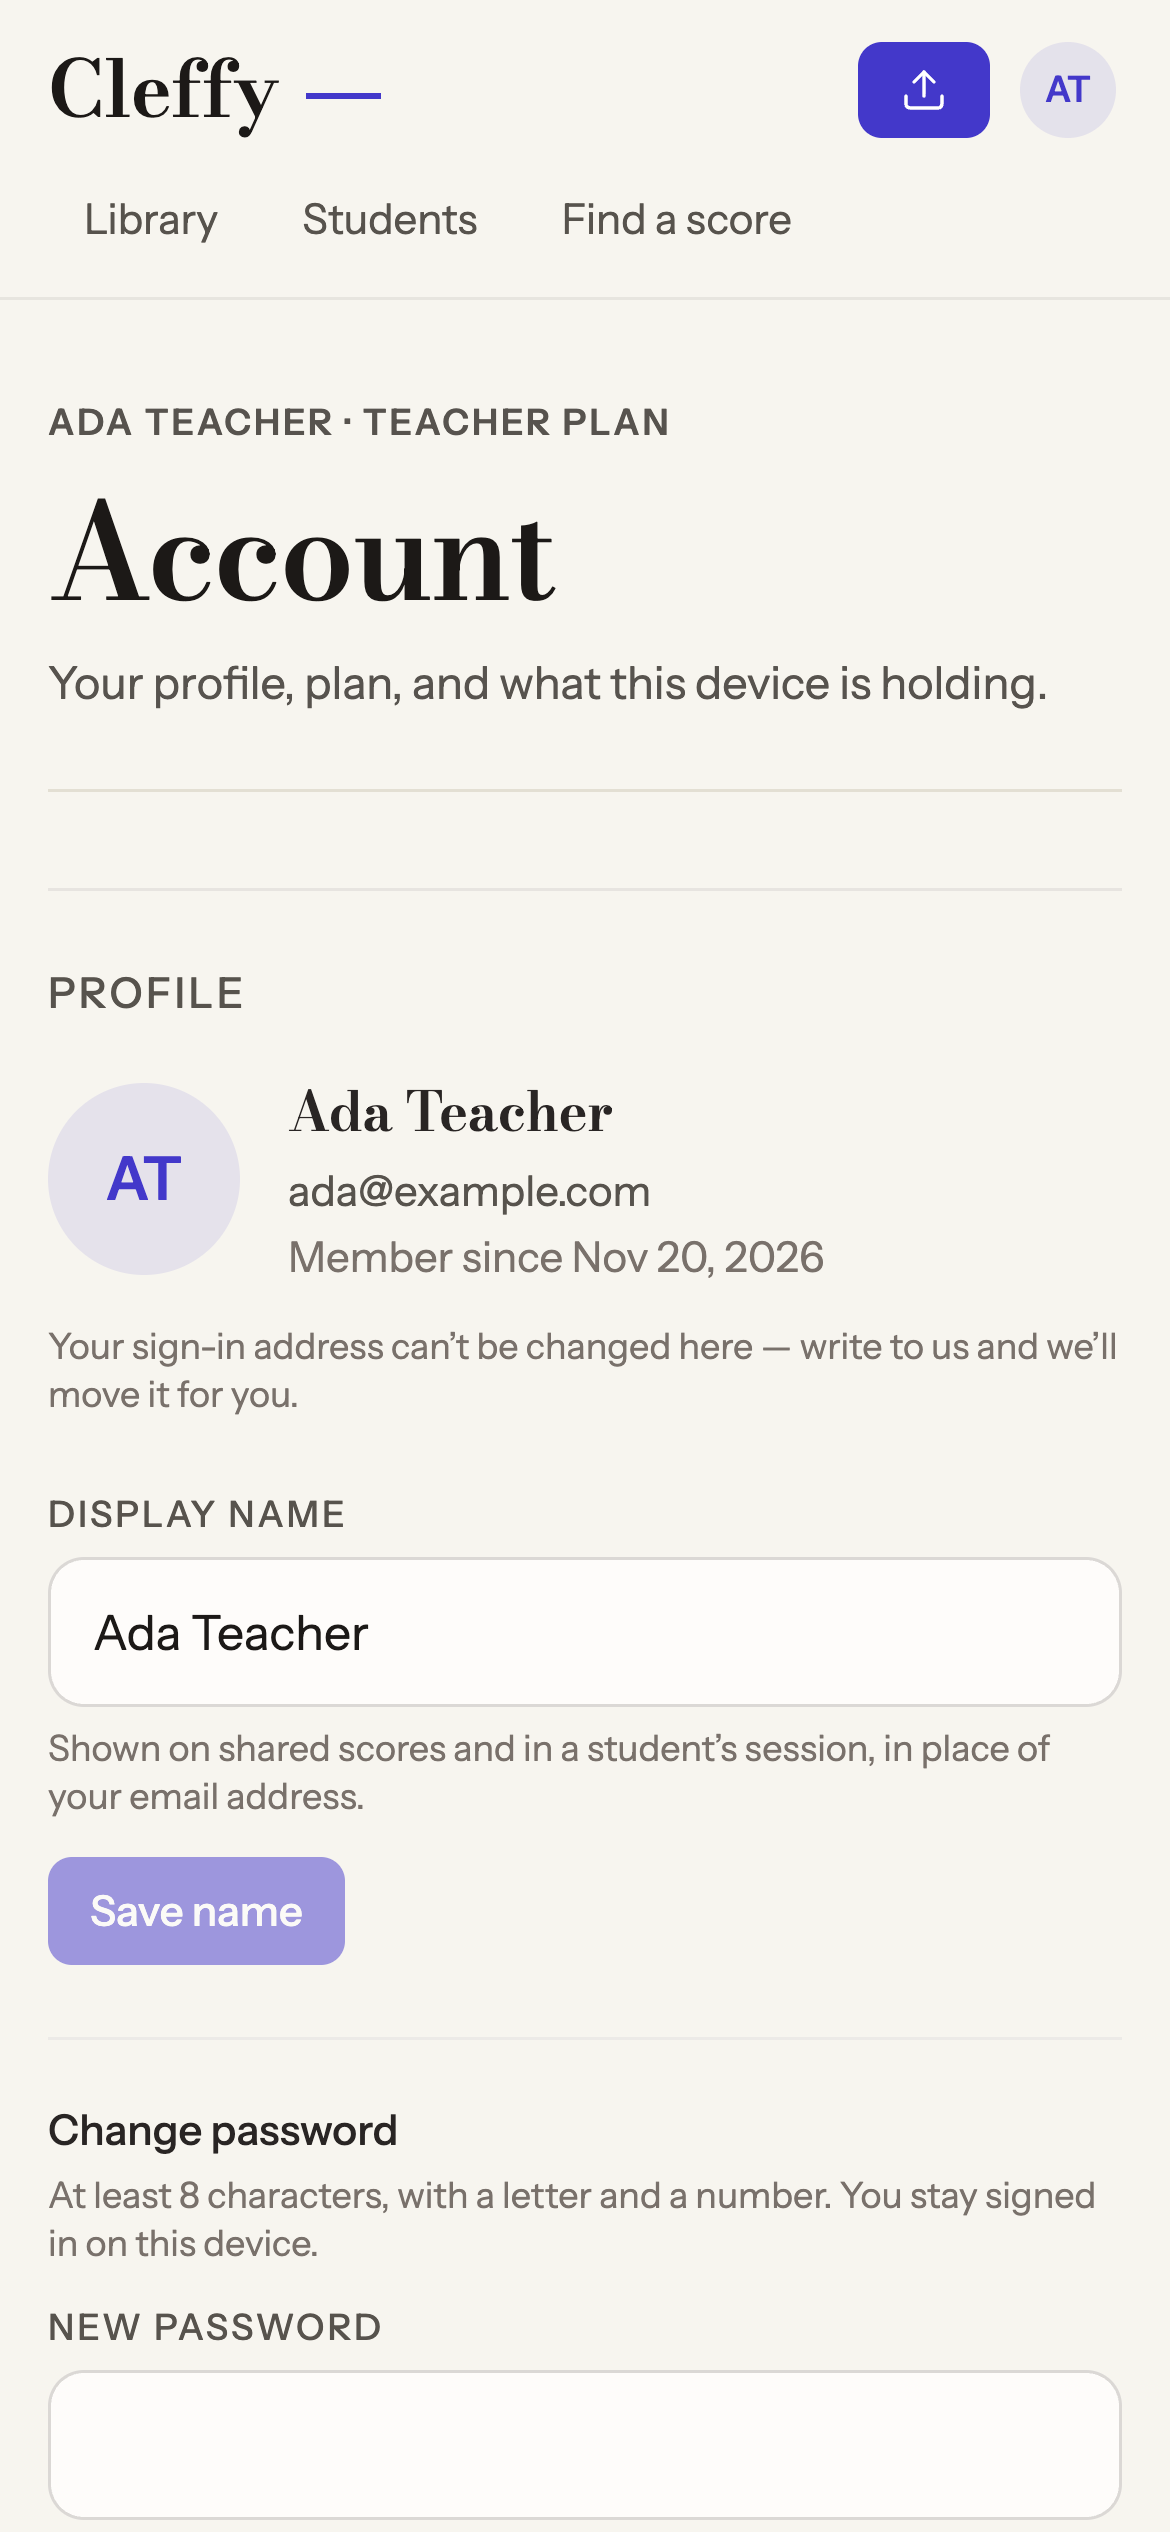 Cleffy —
AT
Library
Students
Find a score
ADA TEACHER · TEACHER PLAN
Account
Your profile, plan, and what this device is holding.
PROFILE
AT
Ada Teacher
ada@example.com
Member since Nov 20, 2026
Your sign-in address can’t be changed here — write to us and we’ll
move it for you.
DISPLAY NAME
Ada Teacher
Shown on shared scores and in a student’s session, in place of
your email address.
Save name
Change password
At least 8 characters, with a letter and a number. You stay signed
in on this device.
NEW PASSWORD